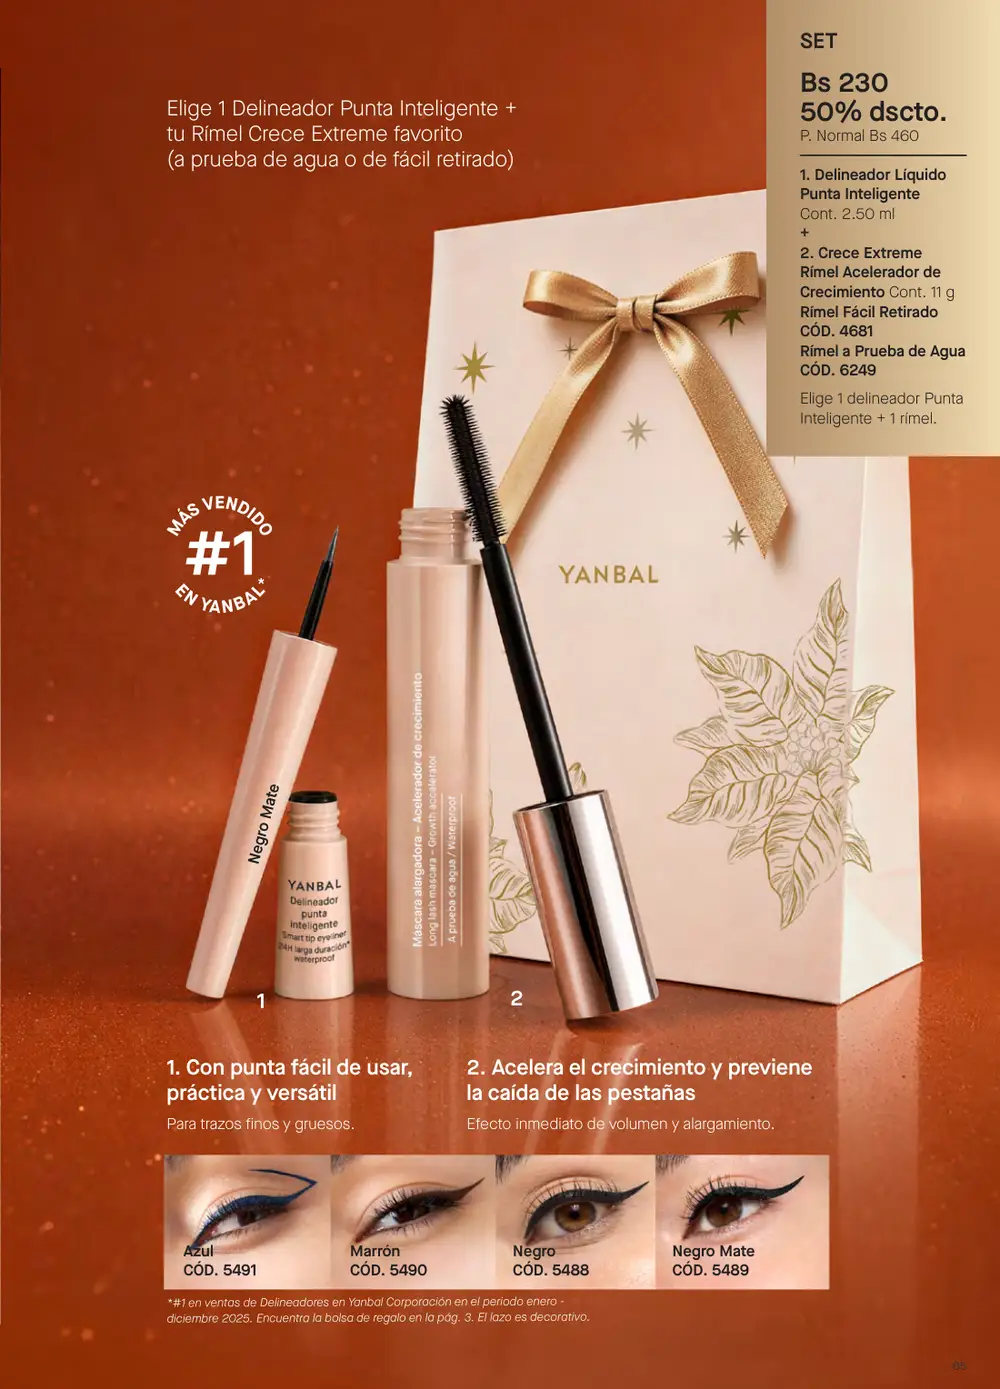 SET
Bs 230
50% dscto.
P. Normal Bs 460
1. Delineador Líquido
Punta Inteligente
Cont. 2.50 ml
+
2. Crece Extreme
Rímel Acelerador de
Crecimiento Cont. 11 g
Rímel Fácil Retirado
CÓD. 4681
Rímel a Prueba de Agua
CÓD. 6249
Elige 1 delineador Punta
Inteligente + 1 rímel.
Elige 1 Delineador Punta Inteligente +
tu Rímel Crece Extreme favorito
(a prueba de agua o de fácil retirado)
MÁS VENDIDO
#1
EN YANBAL*
YANBAL
Negro Mate
YANBAL
Delineador
punta
inteligente
Smart tip eyeliner
24H larga duración*
waterproof
Máscara alargadora – Acelerador de crecimiento
Long lash mascara – Growth accelerator
A prueba de agua / Waterproof
1
2
1. Con punta fácil de usar,
práctica y versátil
Para trazos finos y gruesos.
2. Acelera el crecimiento y previene
la caída de las pestañas
Efecto inmediato de volumen y alargamiento.
Azul
CÓD. 5491
Marrón
CÓD. 5490
Negro
CÓD. 5488
Negro Mate
CÓD. 5489
*#1 en ventas de Delineadores en Yanbal Corporación en el periodo enero -
diciembre 2025. Encuentra la bolsa de regalo en la pág. 3. El lazo es decorativo.
65